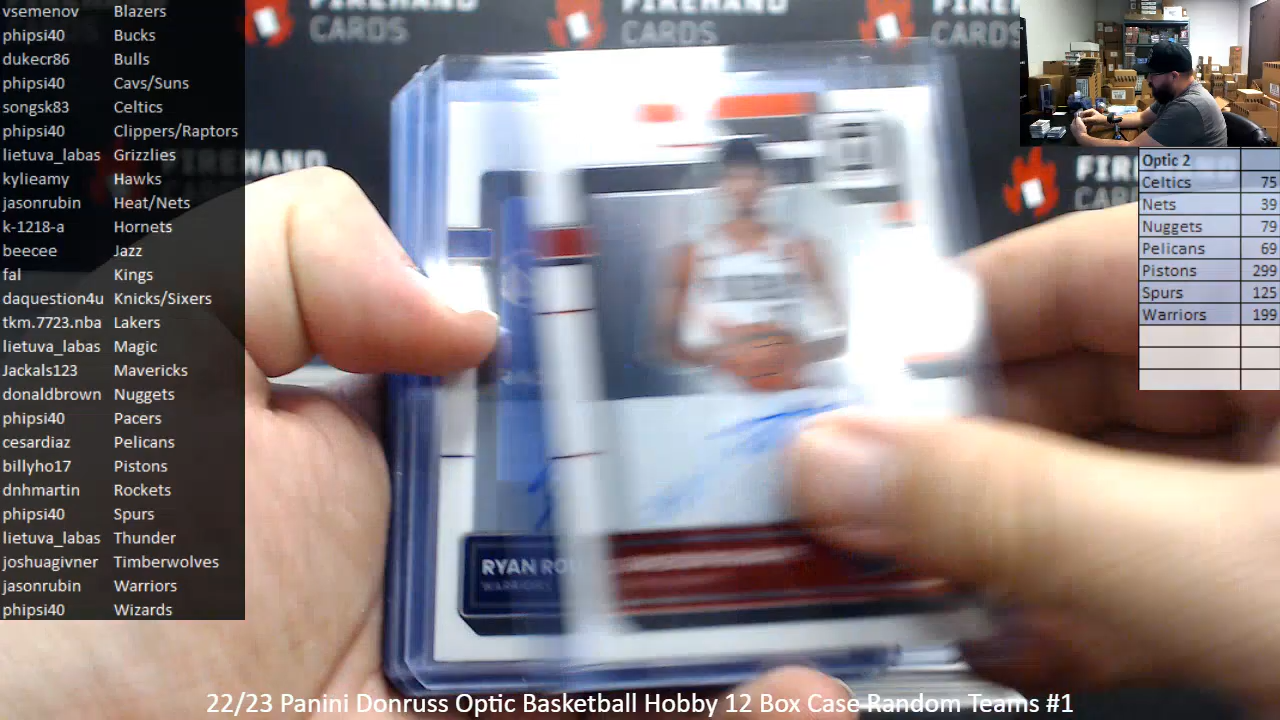 vsemenov Blazers
phipsi40 Bucks
dukecr86 Bulls
phipsi40 Cavs/Suns
songsk83 Celtics
phipsi40 Clippers/Raptors
lietuva_labas Grizzlies
kylieamy Hawks
jasonrubin Heat/Nets
k-1218-a Hornets
beecee Jazz
fal Kings
daquestion4u Knicks/Sixers
tkm.7723.nba Lakers
lietuva_labas Magic
Jackals123 Mavericks
donaldbrown Nuggets
phipsi40 Pacers
cesardiaz Pelicans
billyho17 Pistons
dnhmartin Rockets
phipsi40 Spurs
lietuva_labas Thunder
joshuagivner Timberwolves
jasonrubin Warriors
phipsi40 Wizards
CARDS
CARDS
CARDS
FIREHAND
RYAN
WARRIORS
Optic 2
Celtics 75
Nets 39
Nuggets 79
Pelicans 69
Pistons 299
Spurs 125
Warriors 199
22/23 Panini Donruss Optic Basketball Hobby 12 Box Case Random Teams #1